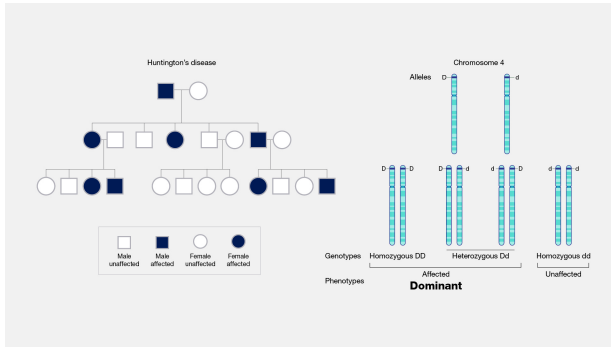 Huntington's disease
Chromosome 4
Alleles
D
d
D
D
D
d
d
D
d
d
Male
unaffected
Male
affected
Female
unaffected
Female
affected
Genotypes
Homozygous DD
Heterozygous Dd
Homozygous dd
Phenotypes
Affected
Unaffected
Dominant